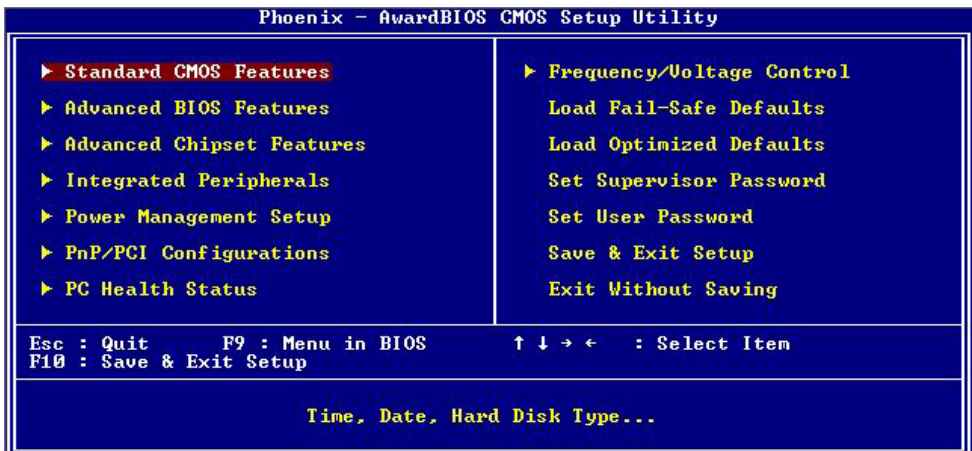 Phoenix - AwardBIOS CMOS Setup Utility
▶ Standard CMOS Features
▶ Advanced BIOS Features
▶ Advanced Chipset Features
▶ Integrated Peripherals
▶ Power Management Setup
▶ PnP/PCI Configurations
▶ PC Health Status
▶ Frequency/Voltage Control
Load Fail-Safe Defaults
Load Optimized Defaults
Set Supervisor Password
Set User Password
Save & Exit Setup
Exit Without Saving
Esc : Quit F9 : Menu in BIOS ↑ ↓ → ← : Select Item
F10 : Save & Exit Setup
Time, Date, Hard Disk Type...